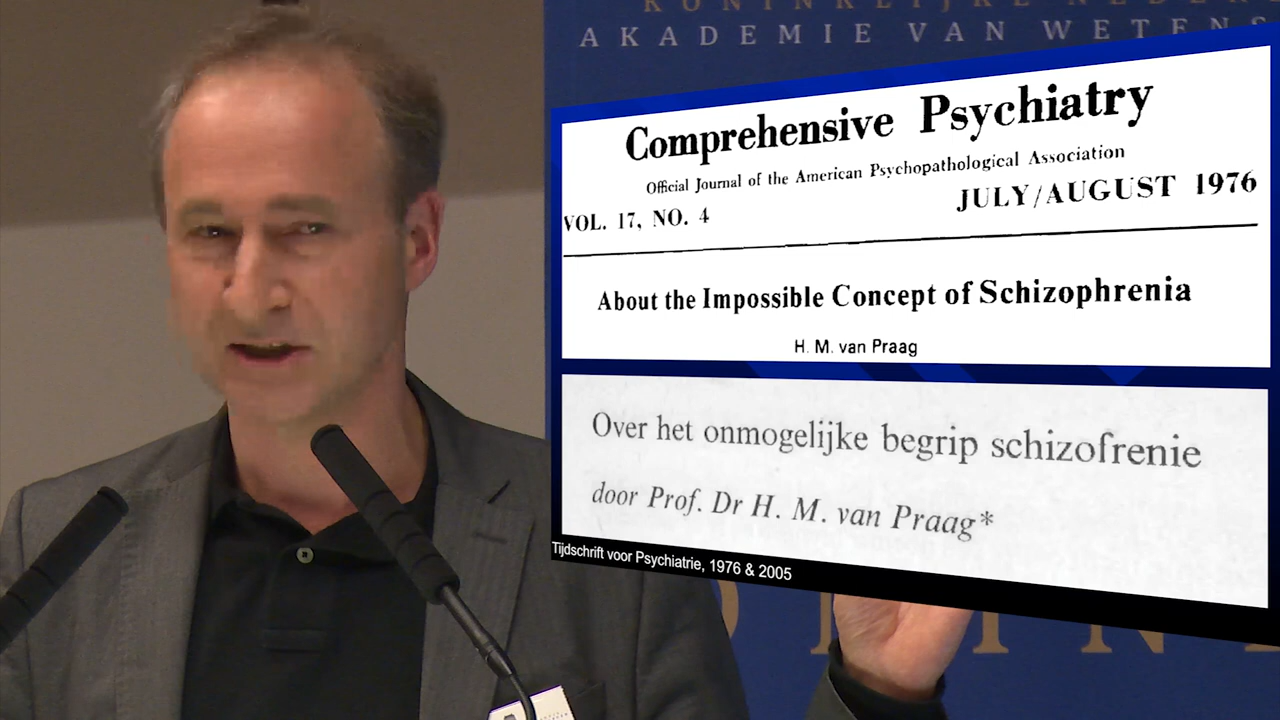 AKADEMIE VAN WETENS
Comprehensive Psychiatry
Official Journal of the American Psychopathological Association
VOL. 17, NO. 4 JULY/AUGUST 1976
About the Impossible Concept of Schizophrenia
H. M. van Praag
Over het onmogelijke begrip schizofrenie
door Prof. Dr H. M. van Praag*
Tijdschrift voor Psychiatrie, 1976 & 2005